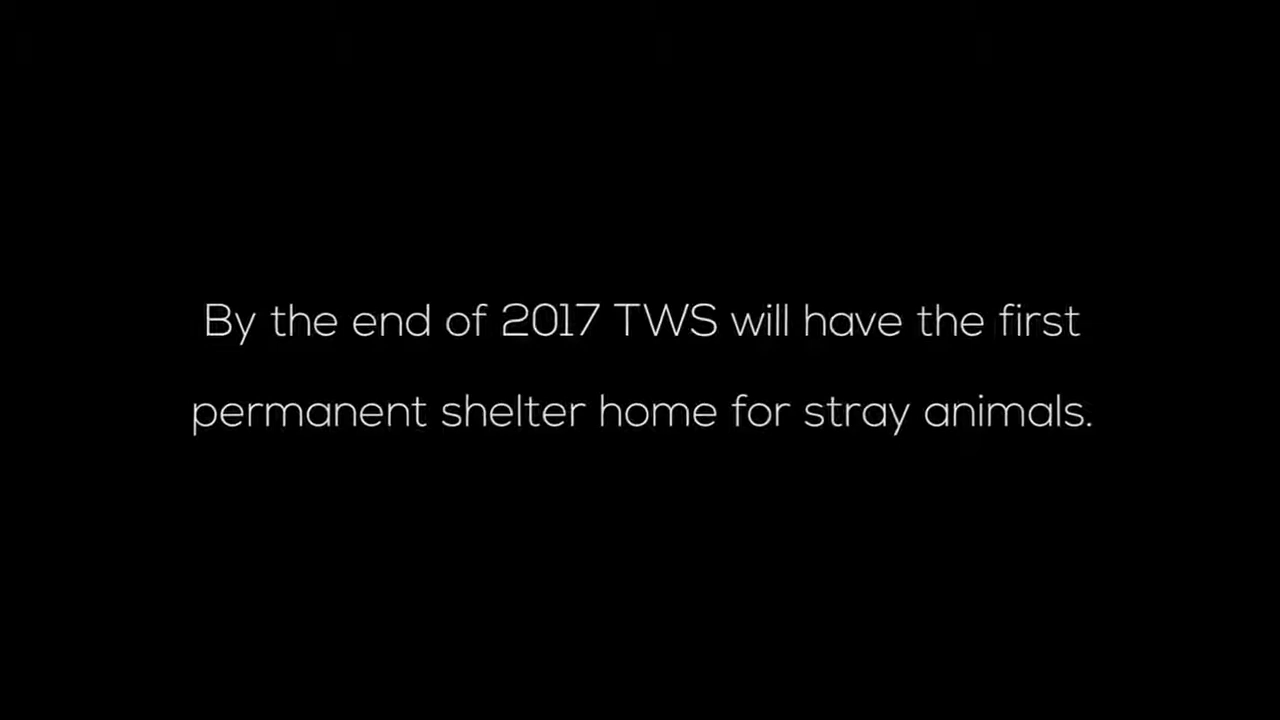 By the end of 2017 TWS will have the first
permanent shelter home for stray animals.